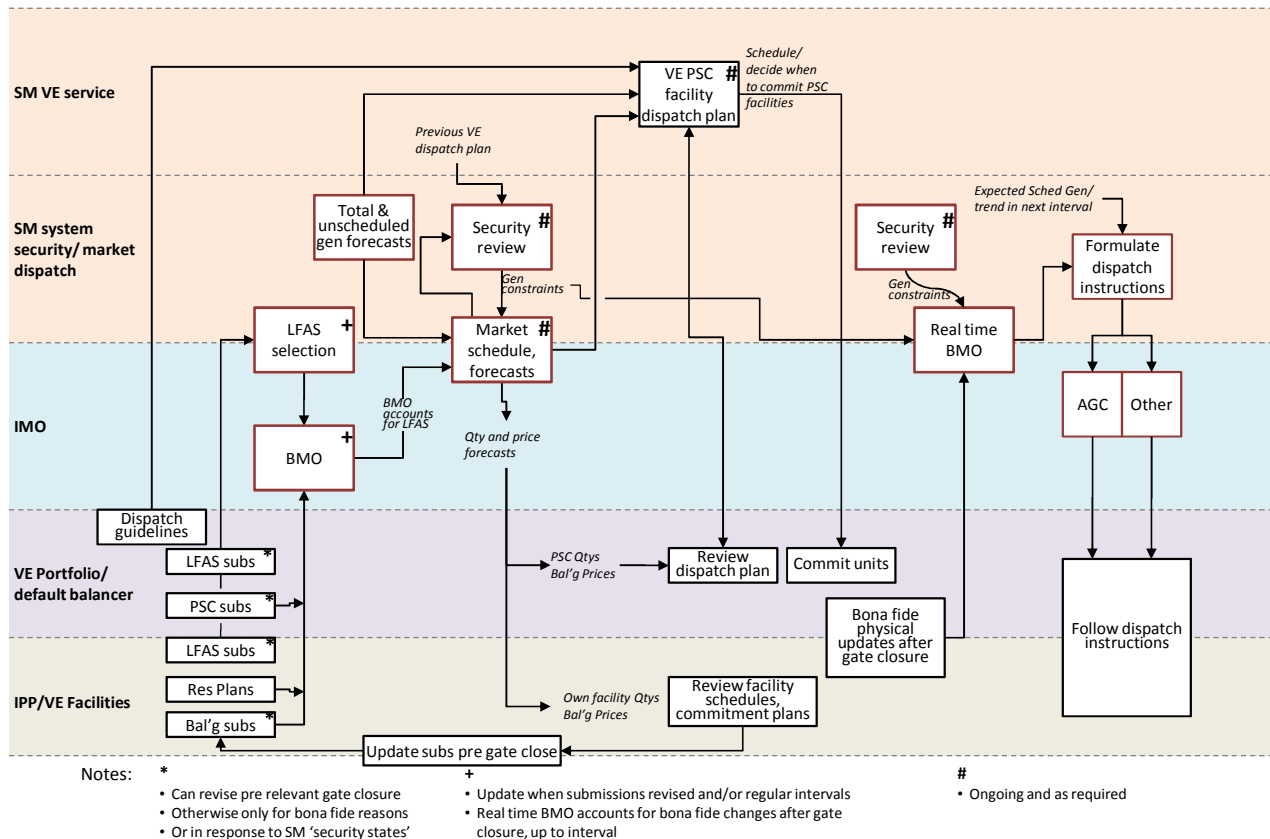 SM VE service
VE PSC
facility
dispatch plan
#
Schedule/
decide when
to commit PSC
facilities
Previous VE
dispatch plan
SM system
security/ market
dispatch
Total &
unscheduled
gen forecasts
Security
review
#
Gen
constraints
Security
review
#
Gen
constraints
Expected Sched Gen/
trend in next interval
Formulate
dispatch
instructions
LFAS
selection
+
Market
schedule,
forecasts
#
Real time
BMO
IMO
BMO
+
BMO
accounts
for LFAS
Qty and price
forecasts
AGC
Other
Dispatch
guidelines
VE Portfolio/
default balancer
LFAS subs
*
PSC subs
*
PSC Qtys
Bal'g Prices
Review
dispatch plan
Commit units
Bona fide
physical
updates after
gate closure
Follow dispatch
instructions
LFAS subs
*
IPP/VE Facilities
Res Plans
Bal'g subs
*
Own facility Qtys
Bal'g Prices
Review facility
schedules,
commitment plans
Update subs pre gate close
Notes:
*
• Can revise pre relevant gate closure
• Otherwise only for bona fide reasons
• Or in response to SM 'security states'
+
• Update when submissions revised and/or regular intervals
• Real time BMO accounts for bona fide changes after gate
closure, up to interval
#
• Ongoing and as required